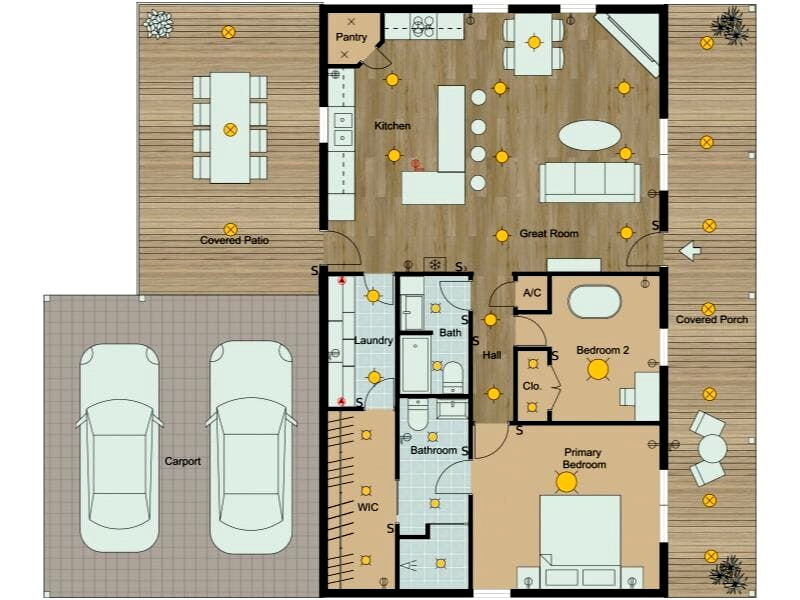 Pantry
Kitchen
Great Room
Covered Patio
S
S
S
A/C
Covered Porch
S
Bath
Laundry
S
Hall
Bedroom 2
S
Clo.
S
S
Primary
Bedroom
Bathroom
S
Carport
WIC
S